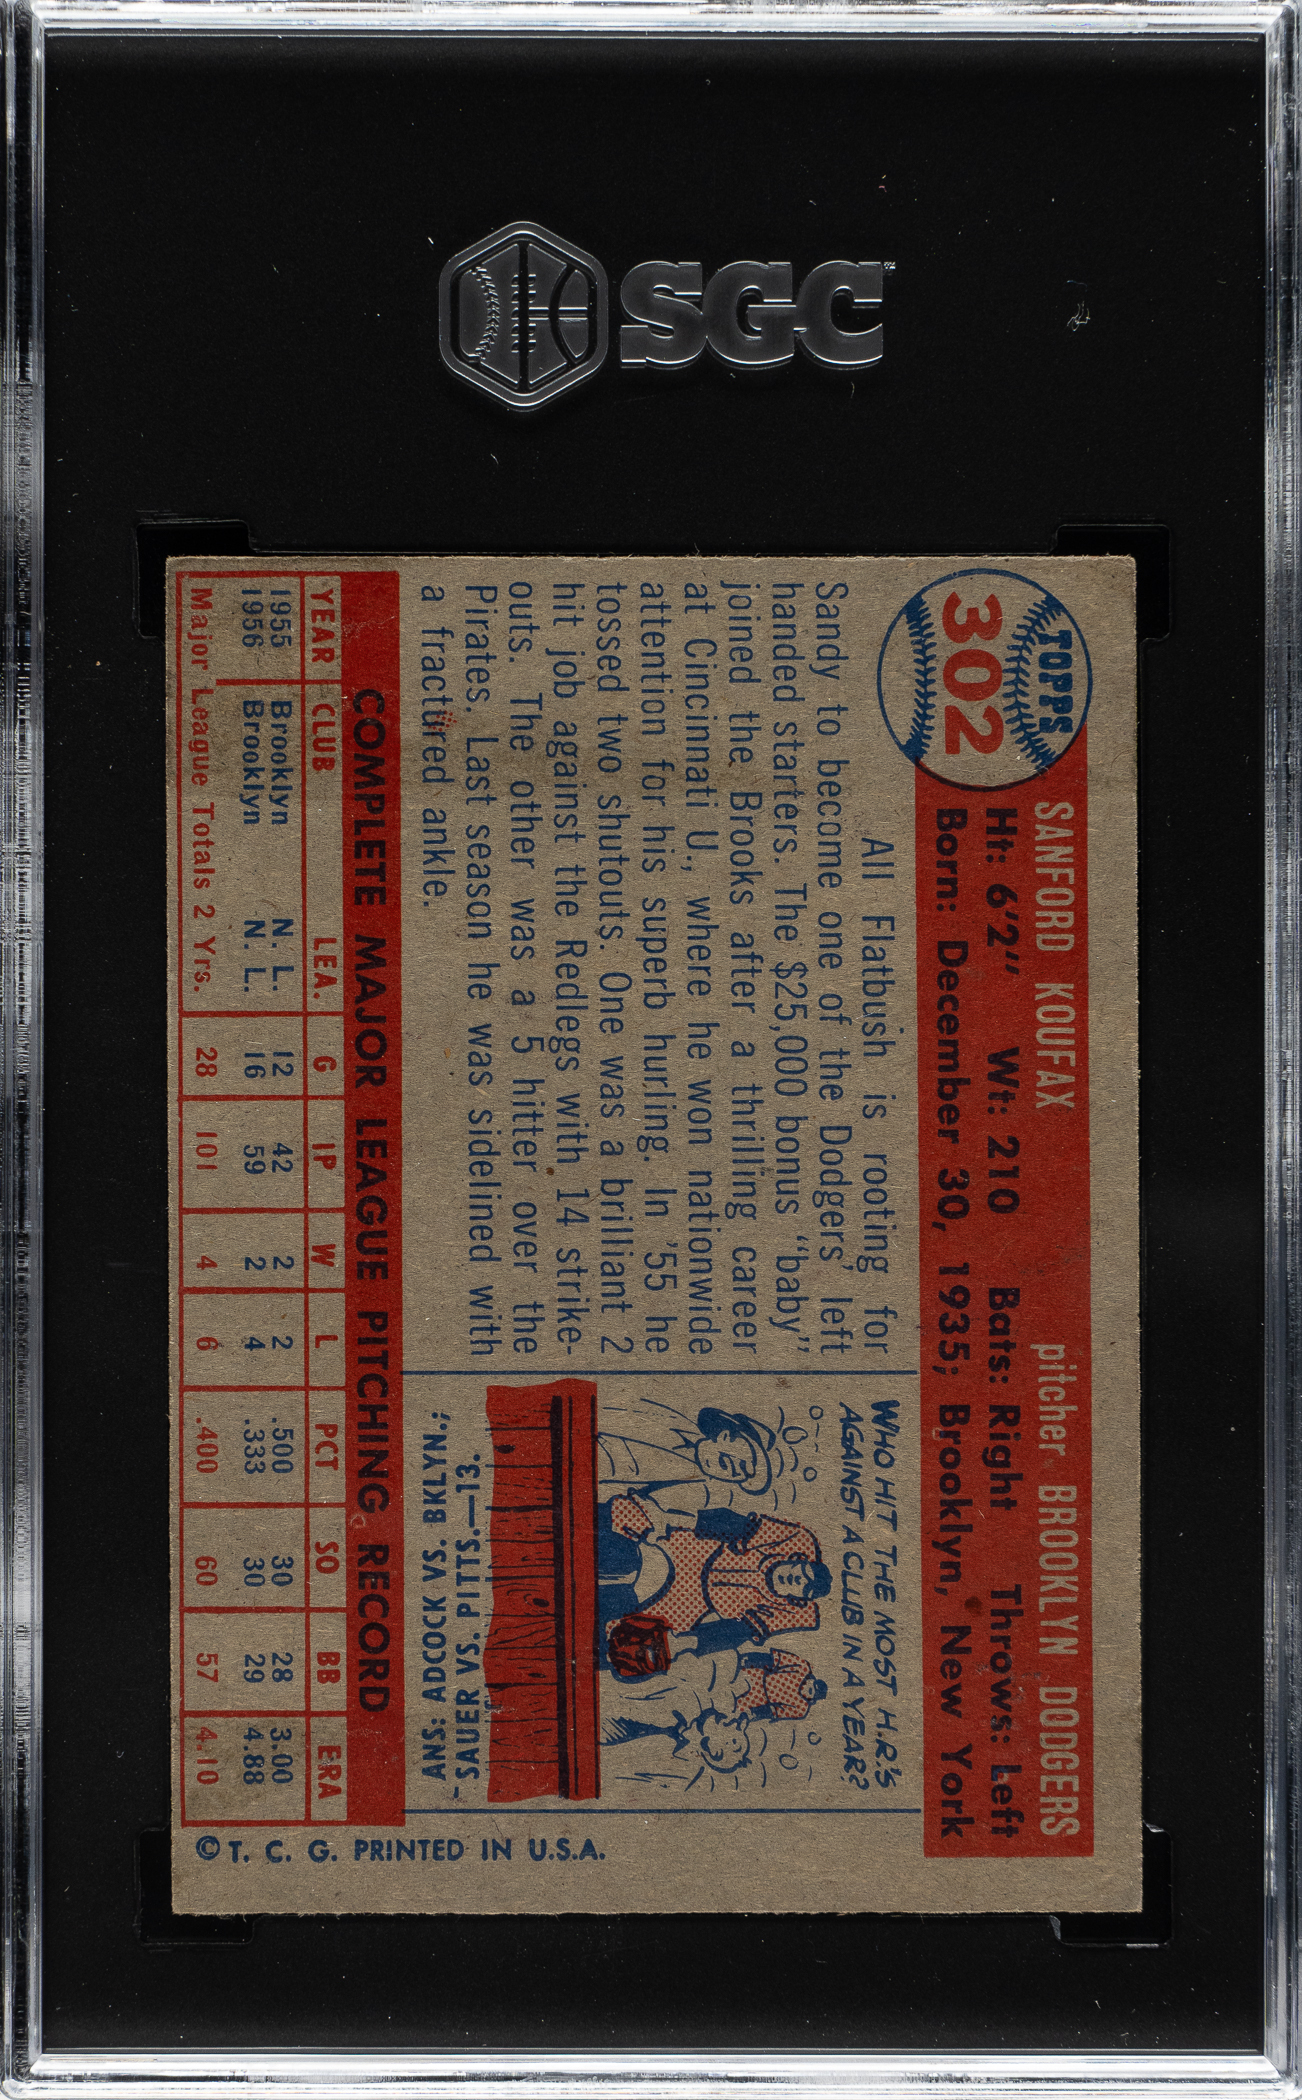 SGC
TOPPS
302
SANFORD KOUFAX pitcher BROOKLYN DODGERS
Ht: 6'2" Wt: 210 Bats: Right Throws: Left
Born: December 30, 1935; Brooklyn, New York
All Flatbush is rooting for
Sandy to become one of the Dodgers' left
handed starters. The $25,000 bonus "baby"
joined the Brooks after a thrilling career
at Cincinnati U., where he won nationwide
attention for his superb hurling. In '55 he
tossed two shutouts. One was a brilliant 2
hit job against the Redlegs with 14 strike-
outs. The other was a 5 hitter over the
Pirates. Last season he was sidelined with
a fractured ankle.
WHO HIT THE MOST H.R.'S
AGAINST A CLUB IN A YEAR?
ANS: ADCOCK VS. BKLYN.;
SAUER VS. PITTS.—13.
COMPLETE MAJOR LEAGUE PITCHING RECORD
YEAR CLUB LEA. G IP W L PCT SO BB ERA
1955 Brooklyn N. L. 12 42 2 2 .500 30 28 3.00
1956 Brooklyn N. L. 16 59 2 4 .333 30 29 4.88
Major League Totals 2 Yrs. 28 101 4 6 .400 60 57 4.10
© T. C. G. PRINTED IN U.S.A.